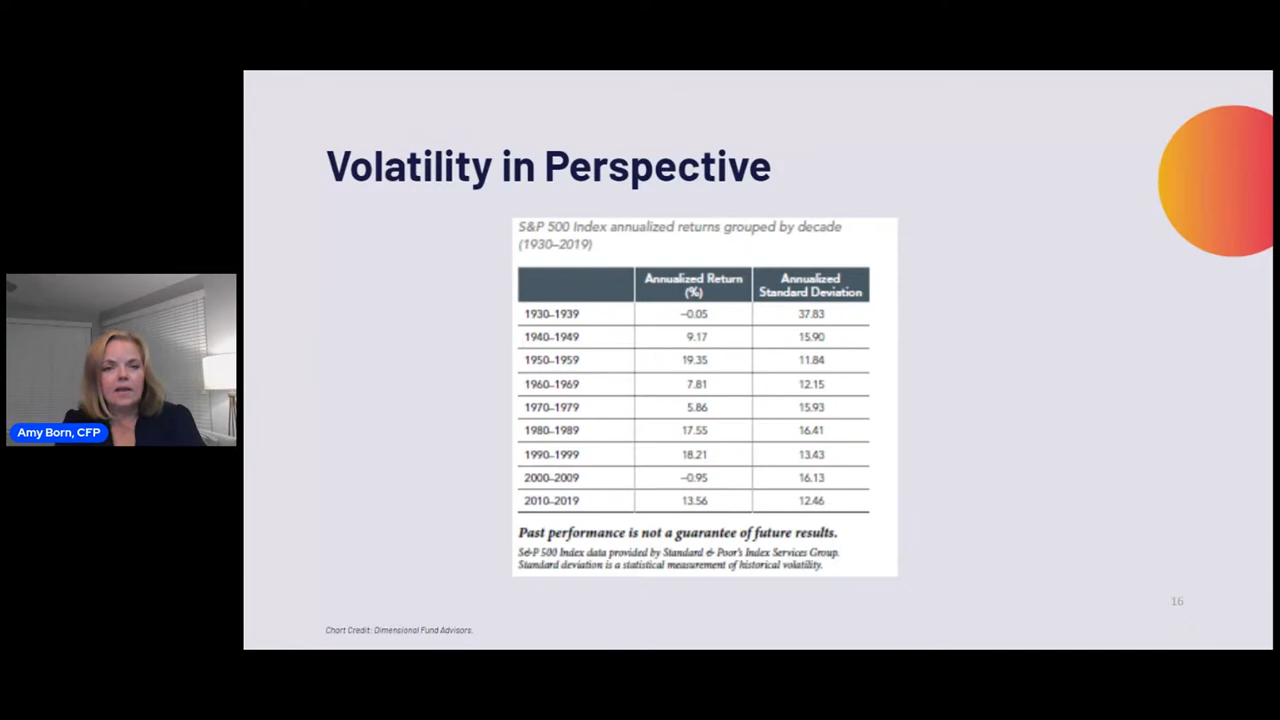 Volatility in Perspective
S&P 500 Index annualized returns grouped by decade
(1930–2019)
Annualized Return (%) Annualized Standard Deviation
1930–1939 –0.05 37.83
1940–1949 9.17 15.90
1950–1959 19.35 11.84
1960–1969 7.81 12.15
1970–1979 5.86 15.93
1980–1989 17.55 16.41
1990–1999 18.21 13.43
2000–2009 –0.95 16.13
2010–2019 13.56 12.46
Past performance is not a guarantee of future results.
S&P 500 Index data provided by Standard & Poor's Index Services Group.
Standard deviation is a statistical measurement of historical volatility.
Amy Born, CFP
16
Chart Credit: Dimensional Fund Advisors.